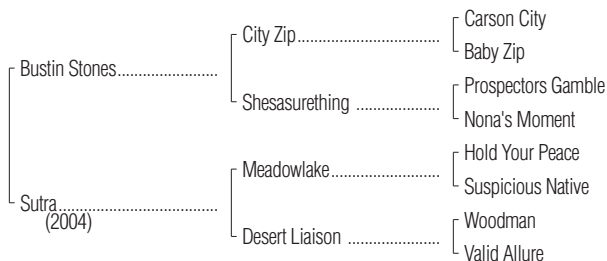 Carson City
City Zip
Baby Zip
Bustin Stones
Prospectors Gamble
Shesasurething
Nona's Moment
Hold Your Peace
Meadowlake
Suspicious Native
Sutra
(2004)
Woodman
Desert Liaison
Valid Allure